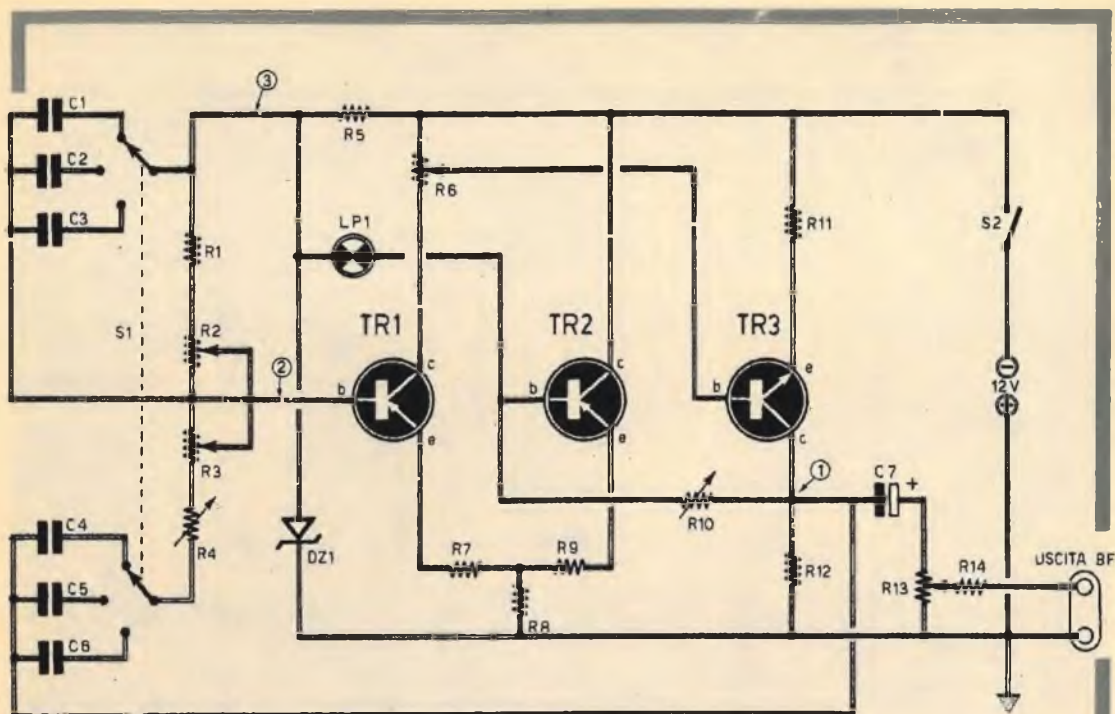 ③
C1
R5
C2
R6
S2
C3
LP1
R11
R1
S1
TR1
TR2
TR3
−
12 V
+
R2
②
b
c
e
b
c
e
b
e
c
R3
①
C7
+
C4
R4
DZ1
R7
R9
R10
USCITA BF
C5
R8
R12
R13
R14
C6